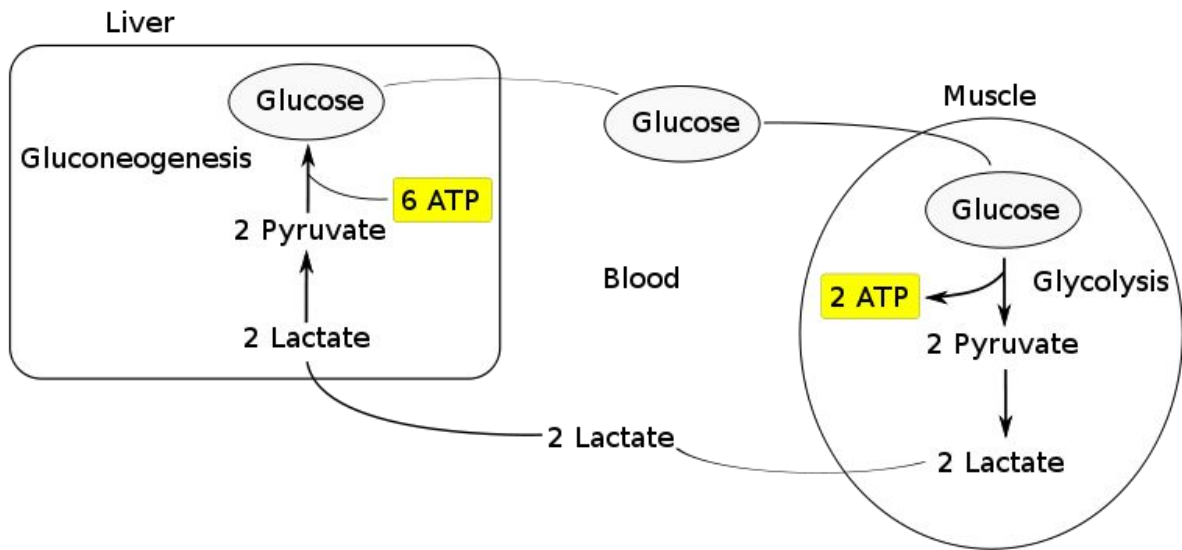 Liver
Glucose
Gluconeogenesis
6 ATP
2 Pyruvate
2 Lactate
Glucose
Blood
2 Lactate
Muscle
Glucose
2 ATP
Glycolysis
2 Pyruvate
2 Lactate